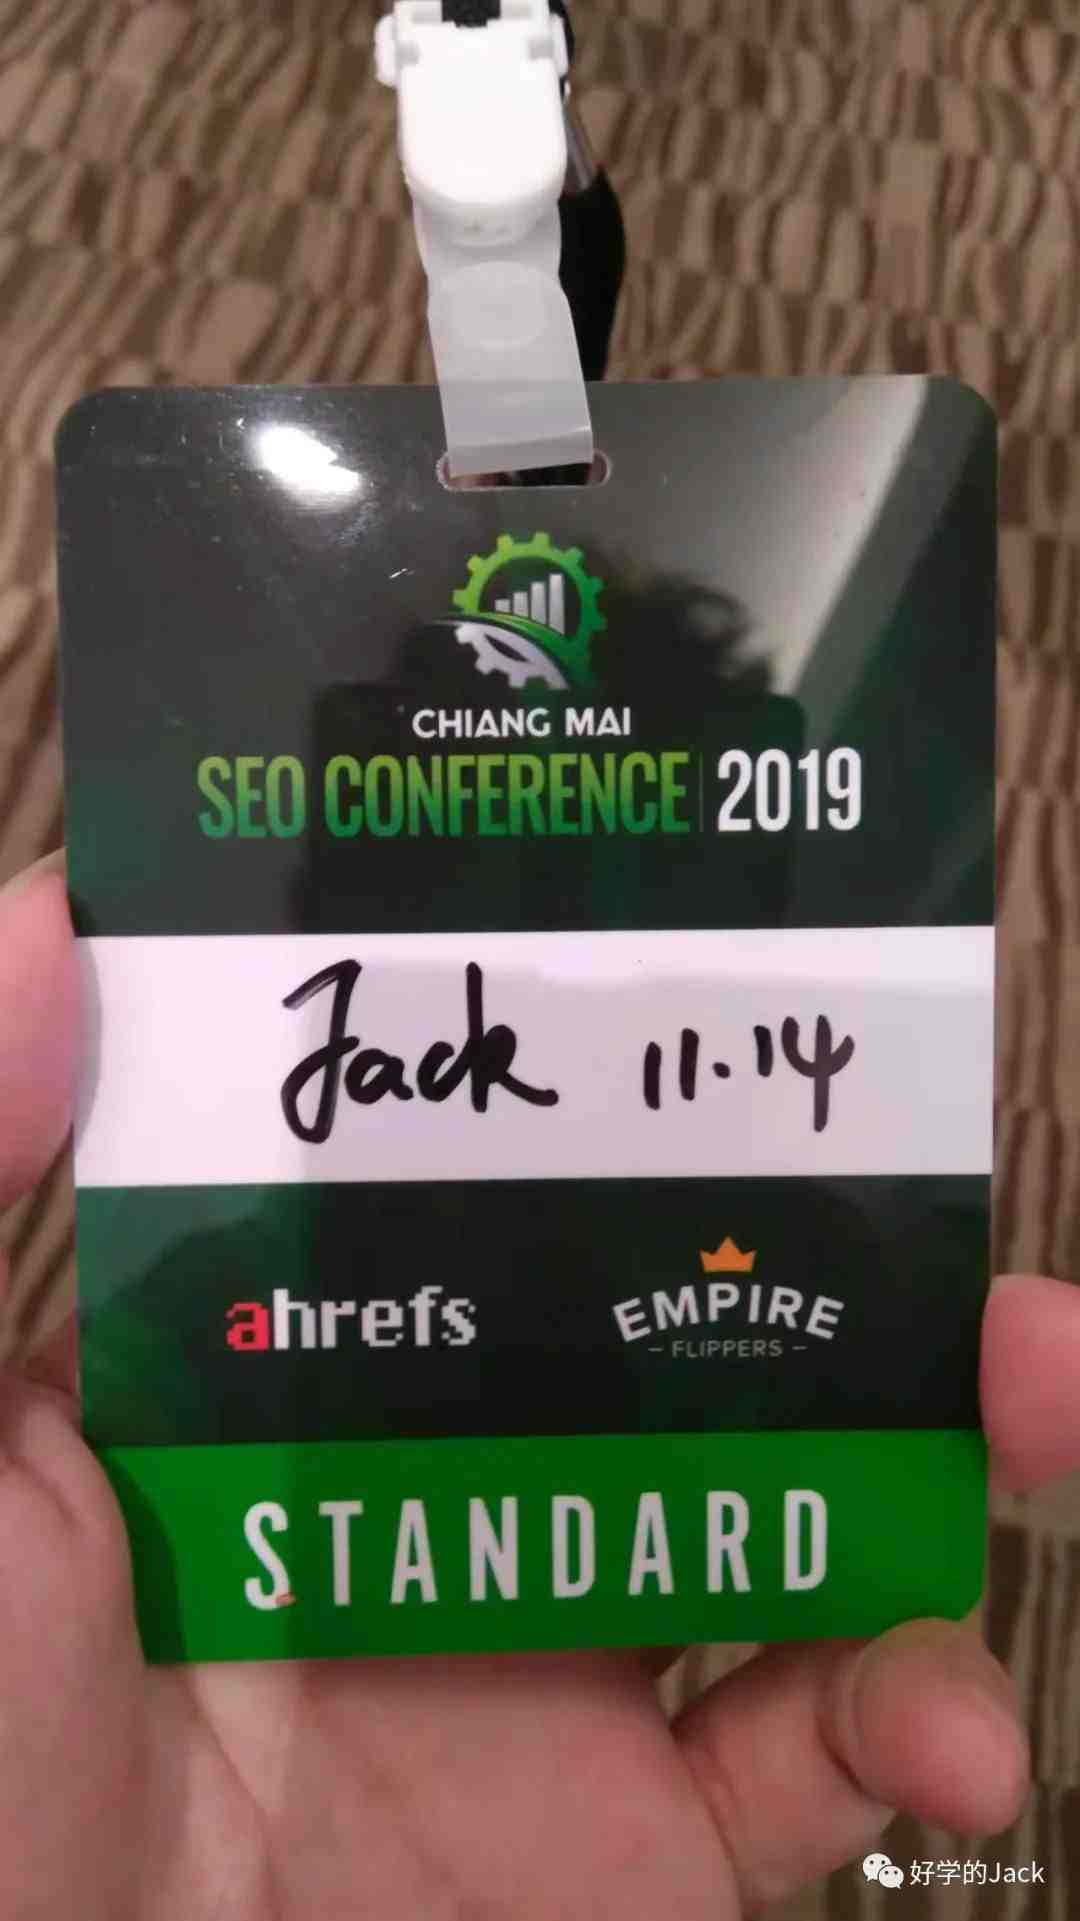 CHIANG MAI
SEO CONFERENCE 2019
Jack 11.14
ahrefs
EMPIRE
– FLIPPERS –
STANDARD
好学的Jack